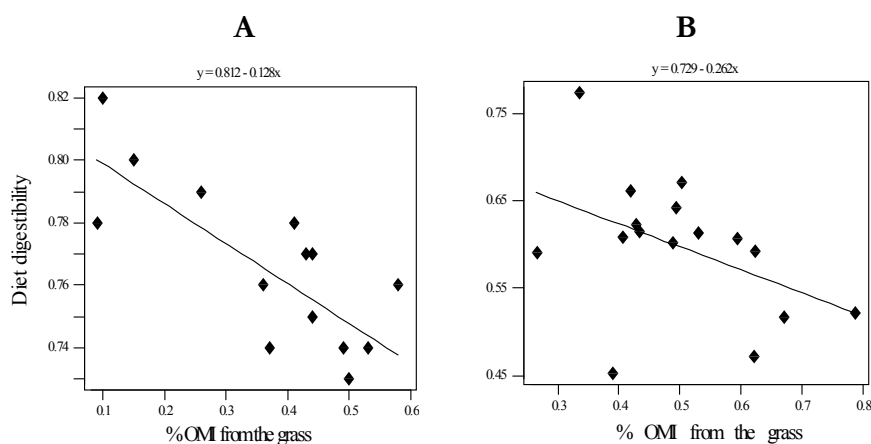 A
y = 0.812 - 0.128x
Diet digestibility
0.82
0.80
0.78
0.76
0.74
0.1 0.2 0.3 0.4 0.5 0.6
% OMI from the grass
B
y = 0.729 - 0.262x
0.75
0.65
0.55
0.45
0.3 0.4 0.5 0.6 0.7 0.8
% OMI from the grass